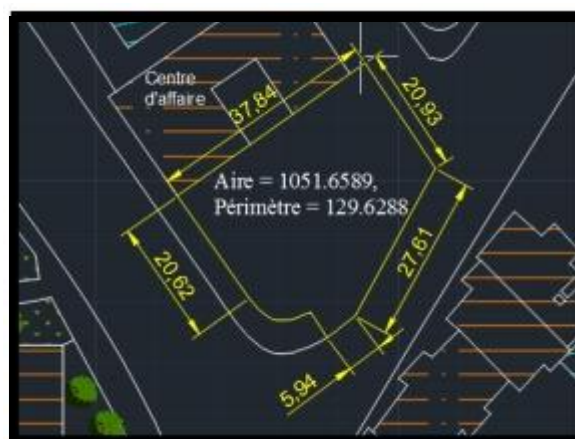 Centre
d'affaire
37,84
20,93
Aire = 1051.6589,
Périmètre = 129.6288
27,61
20,62
5,94